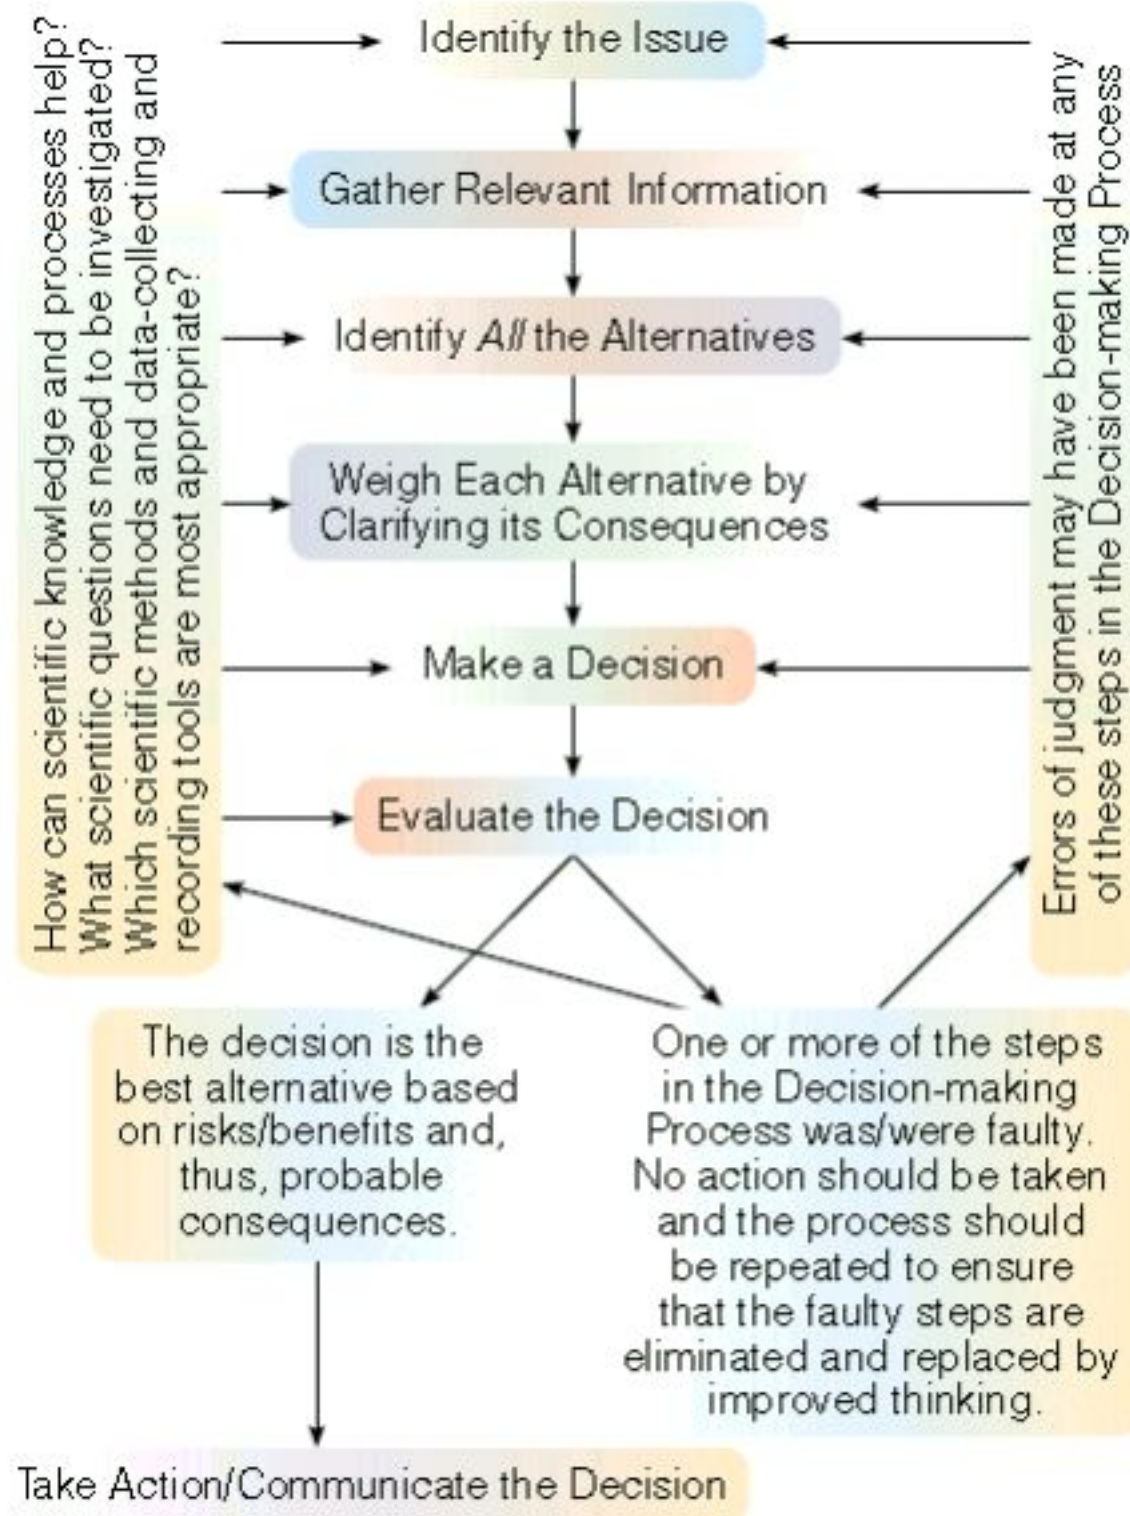 How can scientific knowledge and processes help?
What scientific questions need to be investigated?
Which scientific methods and data-collecting and
recording tools are most appropriate?
Identify the Issue
Gather Relevant Information
Identify All the Alternatives
Weigh Each Alternative by
Clarifying its Consequences
Make a Decision
Evaluate the Decision
Errors of judgment may have been made at any
of these steps in the Decision-making Process
The decision is the
best alternative based
on risks/benefits and,
thus, probable
consequences.
One or more of the steps
in the Decision-making
Process was/were faulty.
No action should be taken
and the process should
be repeated to ensure
that the faulty steps are
eliminated and replaced by
improved thinking.
Take Action/Communicate the Decision